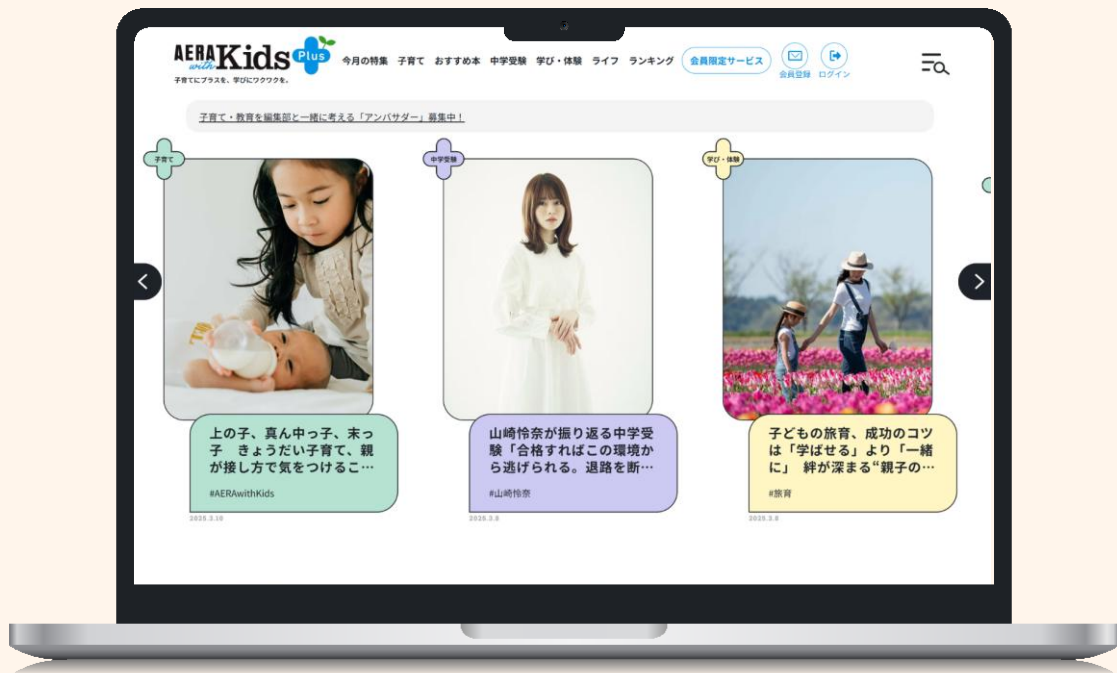 AERA with Kids Plus
子育てにプラスを、学びにワクワクを。
今月の特集 子育て おすすめ本 中学受験 学び・体験 ライフ ランキング 会員限定サービス 会員登録 ログイン
子育て・教育を編集部と一緒に考える「アンバサダー」募集中！
子育て
中学受験
学び・体験
上の子、真ん中っ子、末っ
子　きょうだい子育て、親
が接し方で気をつけるこ…
#AERAwithKids
2025.3.10
山崎怜奈が振り返る中学受
験「合格すればこの環境か
ら逃げられる。退路を断…
#山崎怜奈
子どもの旅育、成功のコツ
は「学ばせる」より「一緒
に」　絆が深まる“親子の…
#旅育